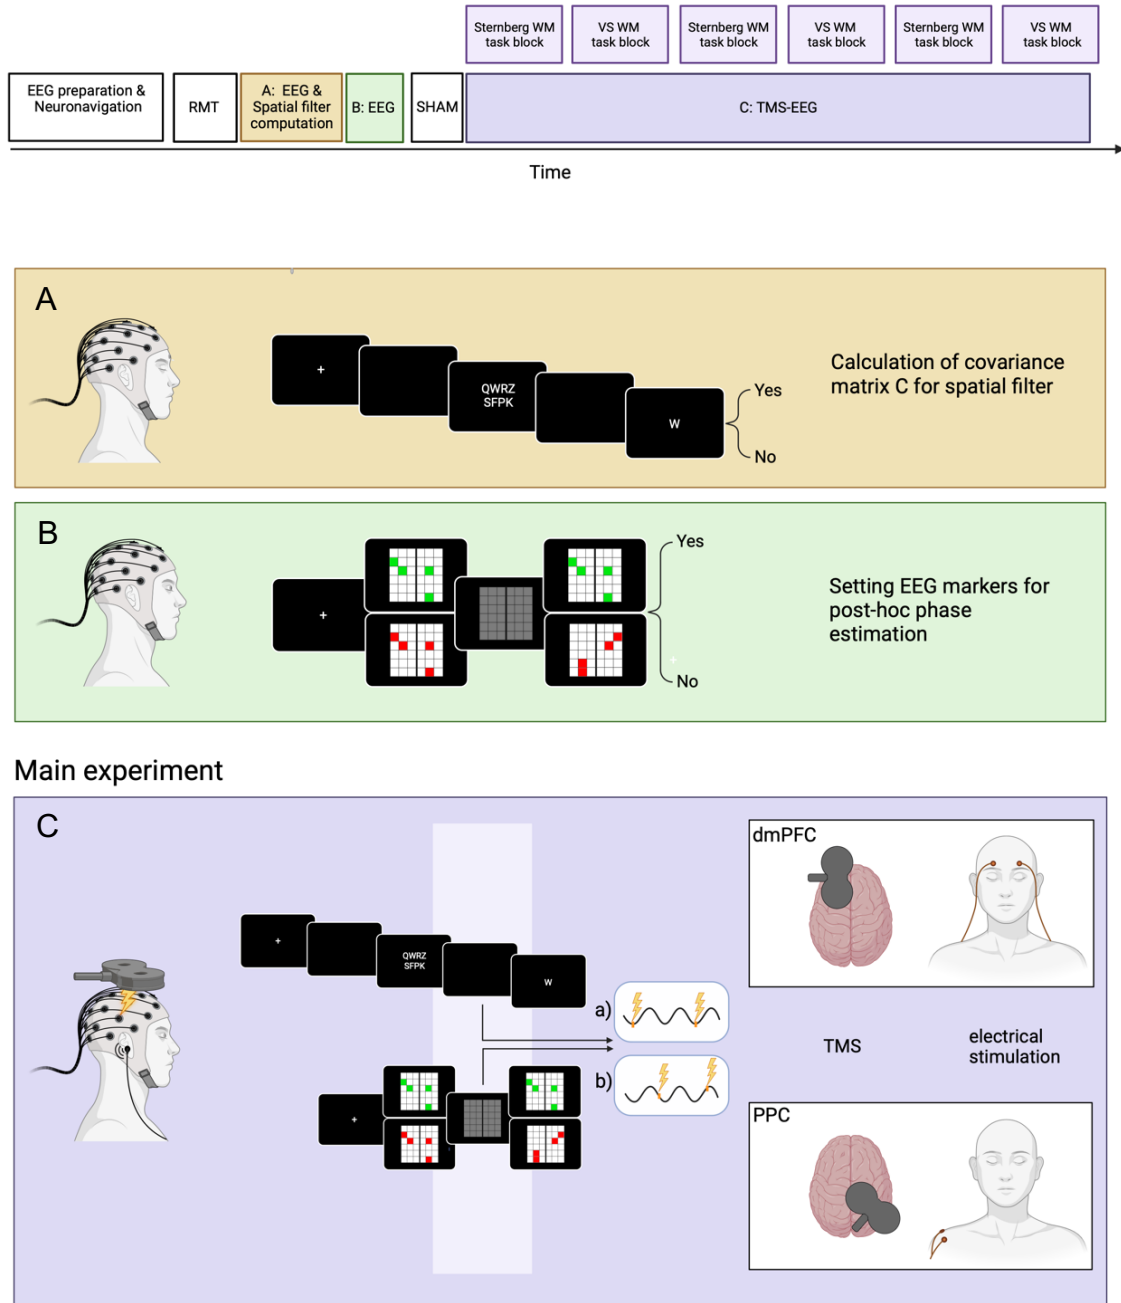 Sternberg WM
task block
VS WM
task block
Sternberg WM
task block
VS WM
task block
Sternberg WM
task block
VS WM
task block
EEG preparation &
Neuronavigation
RMT
A: EEG &
Spatial filter
computation
B: EEG
SHAM
C: TMS-EEG
Time
A
+
QWRZ
SFPK
W
Yes
No
Calculation of covariance
matrix C for spatial filter
B
+
Yes
No
Setting EEG markers for
post-hoc phase
estimation
Main experiment
C
+
QWRZ
SFPK
W
+
a)
b)
dmPFC
TMS
electrical
stimulation
PPC